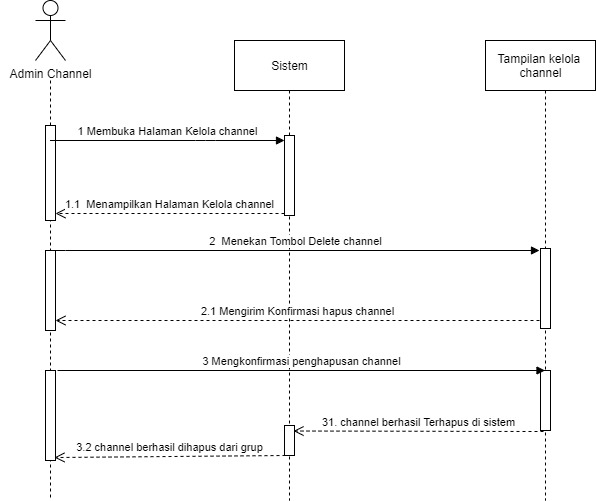 Admin Channel
Sistem
Tampilan kelola
channel
1 Membuka Halaman Kelola channel
1.1 Menampilkan Halaman Kelola channel
2 Menekan Tombol Delete channel
2.1 Mengirim Konfirmasi hapus channel
3 Mengkonfirmasi penghapusan channel
31. channel berhasil Terhapus di sistem
3.2 channel berhasil dihapus dari grup